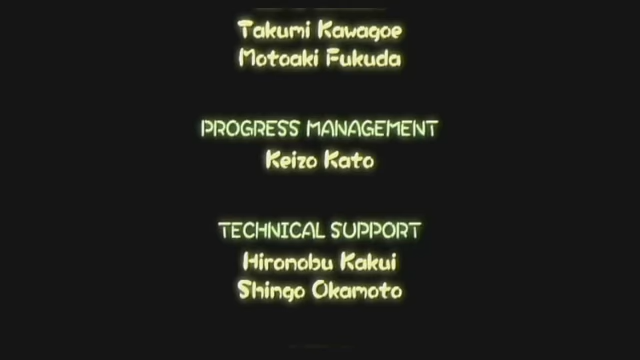 Takumi Kawagoe
Motoaki Fukuda
PROGRESS MANAGEMENT
Keizo Kato
TECHNICAL SUPPORT
Hironobu Kakui
Shingo Okamoto